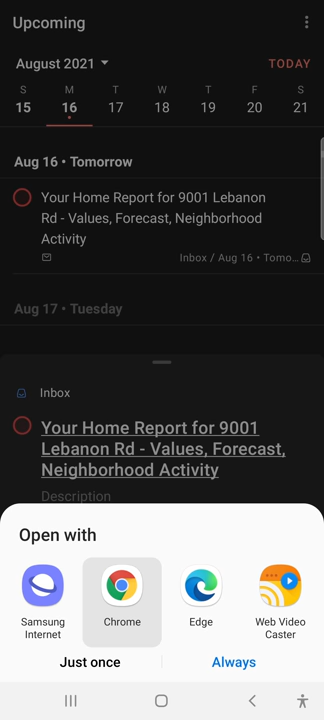 Upcoming
August 2021
TODAY
S M T W T F S
15 16 17 18 19 20 21
Aug 16 • Tomorrow
Your Home Report for 9001 Lebanon
Rd - Values, Forecast, Neighborhood
Activity
Inbox / Aug 16 • Tomo...
Aug 17 • Tuesday
Inbox
Your Home Report for 9001
Lebanon Rd - Values, Forecast,
Neighborhood Activity
Description
Open with
Samsung
Internet
Chrome
Edge
Web Video
Caster
Just once
Always